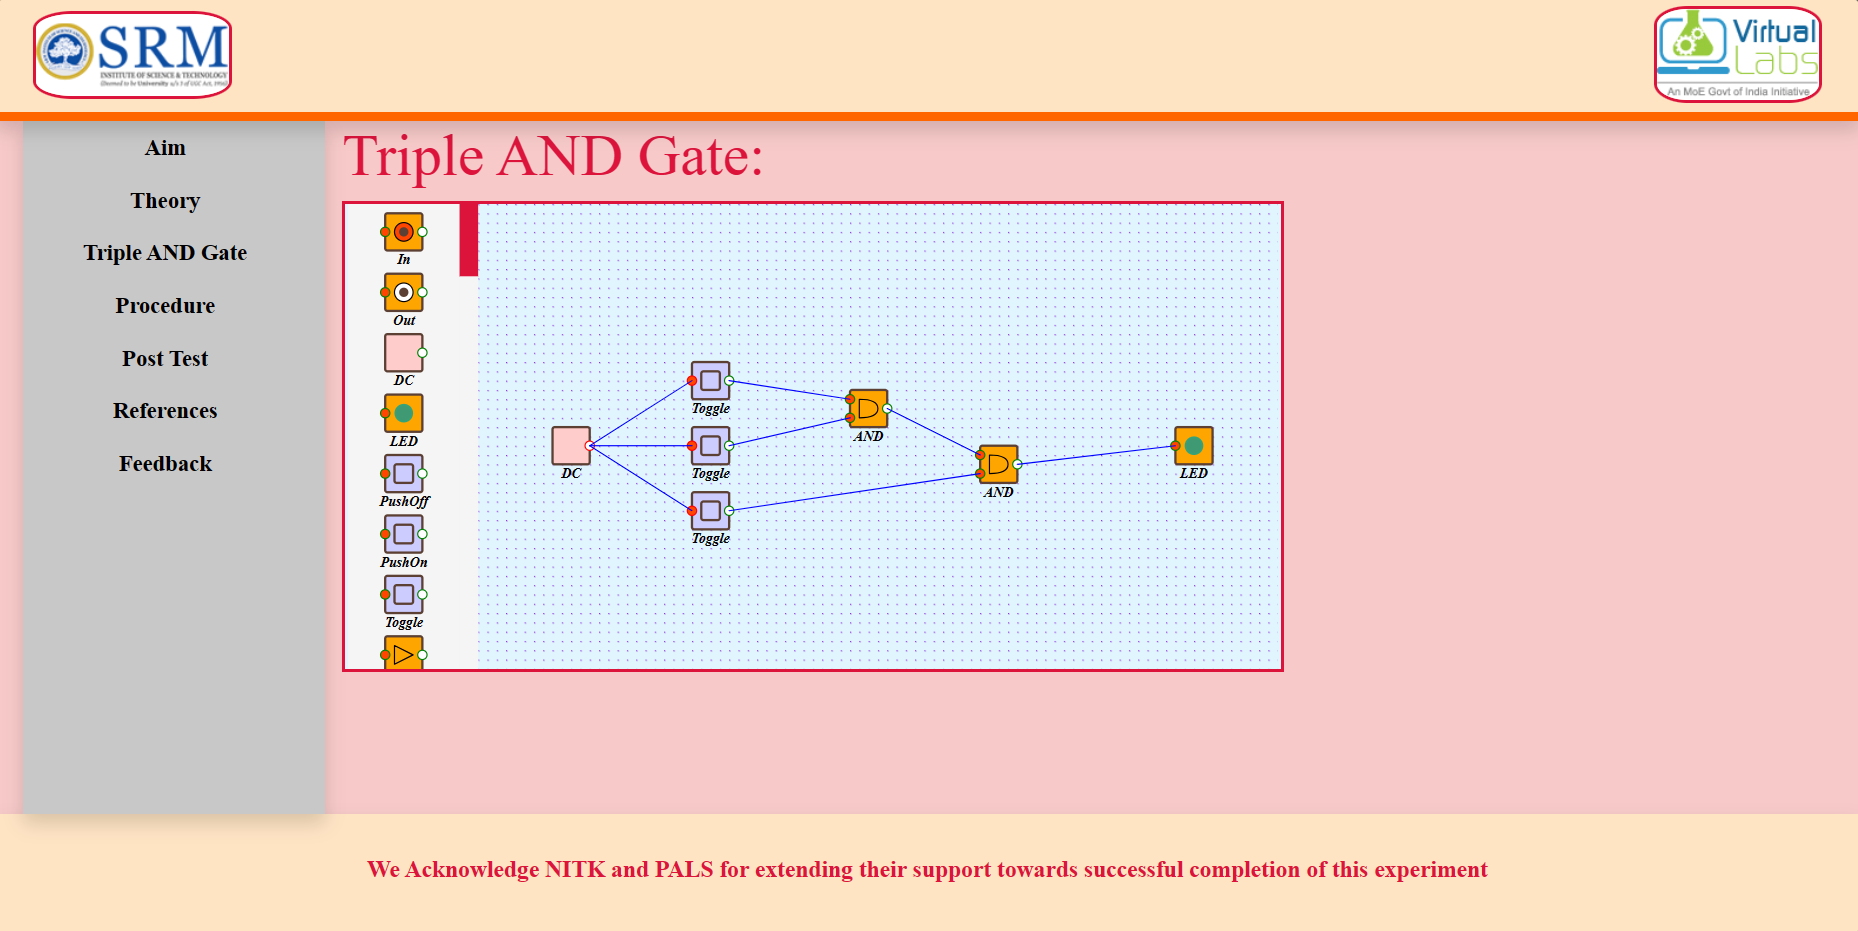 SRM
INSTITUTE OF SCIENCE & TECHNOLOGY
(Deemed to be University u/s 3 of UGC Act, 1956)
Virtual
Labs
An MoE Govt of India Initiative
Aim
Theory
Triple AND Gate
Procedure
Post Test
References
Feedback
Triple AND Gate:
In
Out
DC
LED
PushOff
PushOn
Toggle
DC
Toggle
Toggle
Toggle
AND
AND
LED
We Acknowledge NITK and PALS for extending their support towards successful completion of this experiment